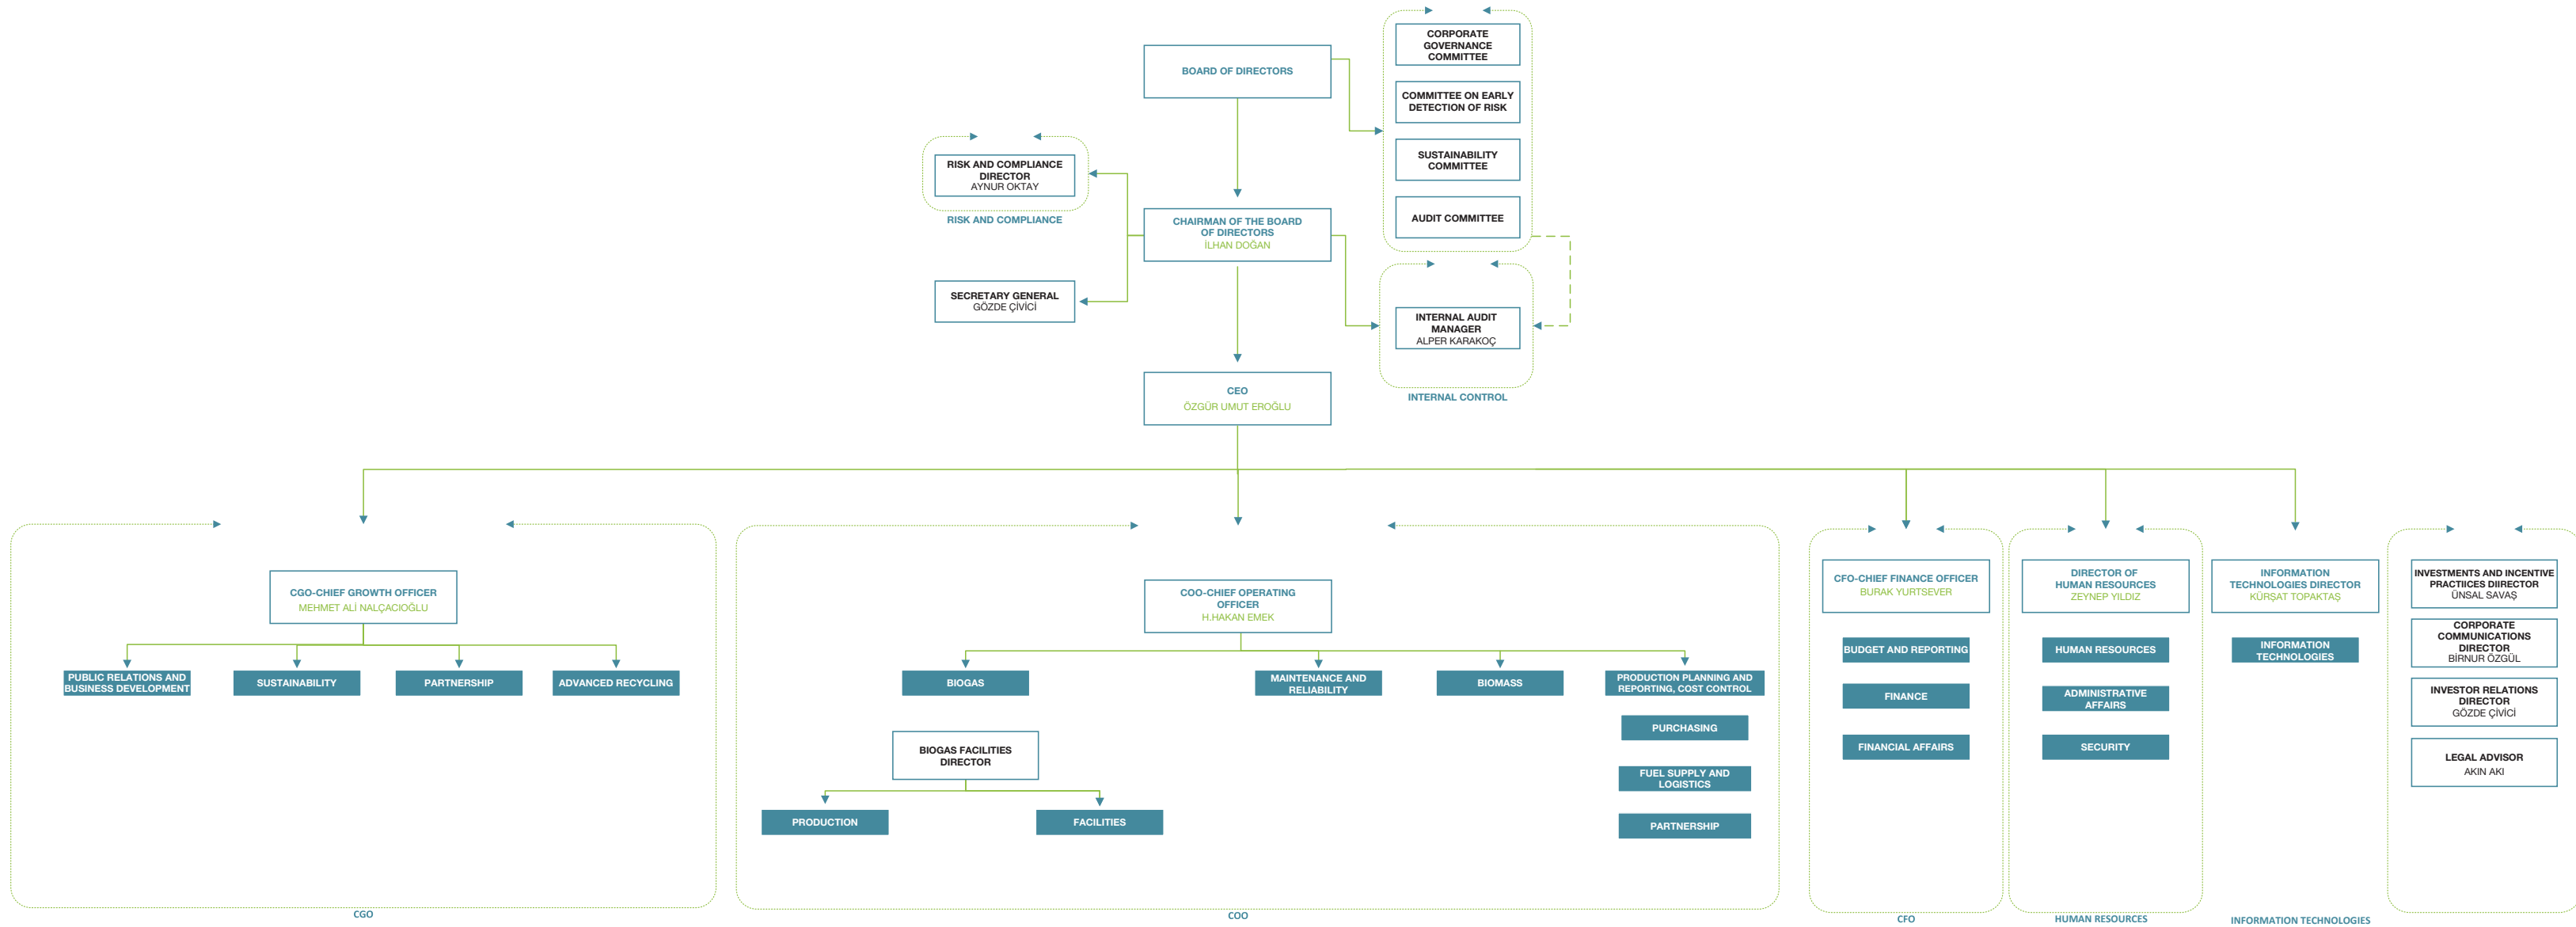 CORPORATE
GOVERNANCE
COMMITTEE
BOARD OF DIRECTORS
COMMITTEE ON EARLY
DETECTION OF RISK
SUSTAINABILITY
COMMITTEE
AUDIT COMMITTEE
RISK AND COMPLIANCE
DIRECTOR
AYNUR OKTAY
RISK AND COMPLIANCE
CHAIRMAN OF THE BOARD
OF DIRECTORS
İLHAN DOĞAN
SECRETARY GENERAL
GÖZDE ÇİVİCİ
INTERNAL AUDIT
MANAGER
ALPER KARAKOÇ
INTERNAL CONTROL
CEO
ÖZGÜR UMUT EROĞLU
CGO-CHIEF GROWTH OFFICER
MEHMET ALİ NALÇACIOĞLU
PUBLIC RELATIONS AND
BUSINESS DEVELOPMENT
SUSTAINABILITY
PARTNERSHIP
ADVANCED RECYCLING
CGO
COO-CHIEF OPERATING
OFFICER
H.HAKAN EMEK
BIOGAS
MAINTENANCE AND
RELIABILITY
BIOMASS
PRODUCTION PLANNING AND
REPORTING, COST CONTROL
PURCHASING
BIOGAS FACILITIES
DIRECTOR
FUEL SUPPLY AND
LOGISTICS
PRODUCTION
FACILITIES
PARTNERSHIP
COO
CFO-CHIEF FINANCE OFFICER
BURAK YURTSEVER
BUDGET AND REPORTING
FINANCE
FINANCIAL AFFAIRS
CFO
DIRECTOR OF
HUMAN RESOURCES
ZEYNEP YILDIZ
HUMAN RESOURCES
ADMINISTRATIVE
AFFAIRS
SECURITY
HUMAN RESOURCES
INFORMATION
TECHNOLOGIES DIRECTOR
KÜRŞAT TOPAKTAŞ
INFORMATION
TECHNOLOGIES
INFORMATION TECHNOLOGIES
INVESTMENTS AND INCENTIVE
PRACTIICES DIIRECTOR
ÜNSAL SAVAŞ
CORPORATE
COMMUNICATIONS
DIRECTOR
BİRNUR ÖZGÜL
INVESTOR RELATIONS
DIRECTOR
GÖZDE ÇİVİCİ
LEGAL ADVISOR
AKIN AKI